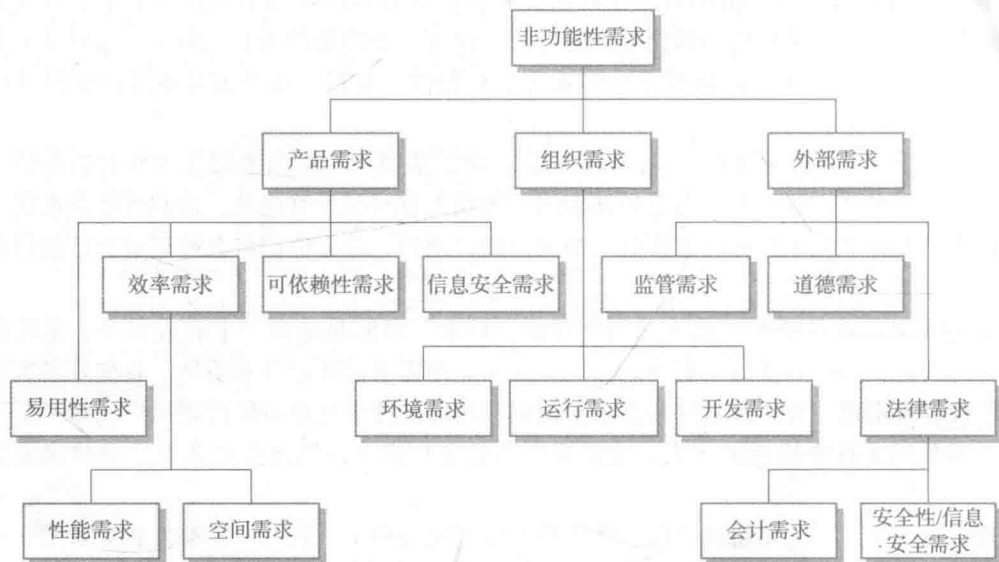 非功能性需求
产品需求
组织需求
外部需求
效率需求
可依赖性需求
信息安全需求
监管需求
道德需求
易用性需求
环境需求
运行需求
开发需求
法律需求
性能需求
空间需求
会计需求
安全性/信息
安全需求